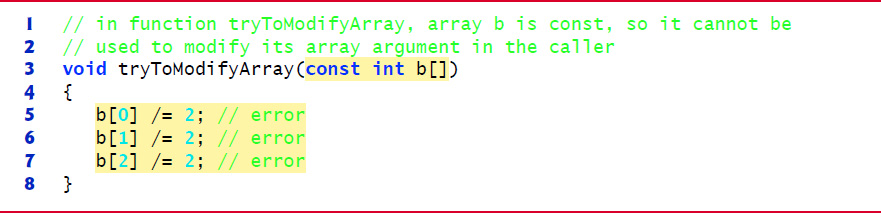 1 // in function tryToModifyArray, array b is const, so it cannot be
2 // used to modify its array argument in the caller
3 void tryToModifyArray(const int b[])
4 {
5 b[0] /= 2; // error
6 b[1] /= 2; // error
7 b[2] /= 2; // error
8 }